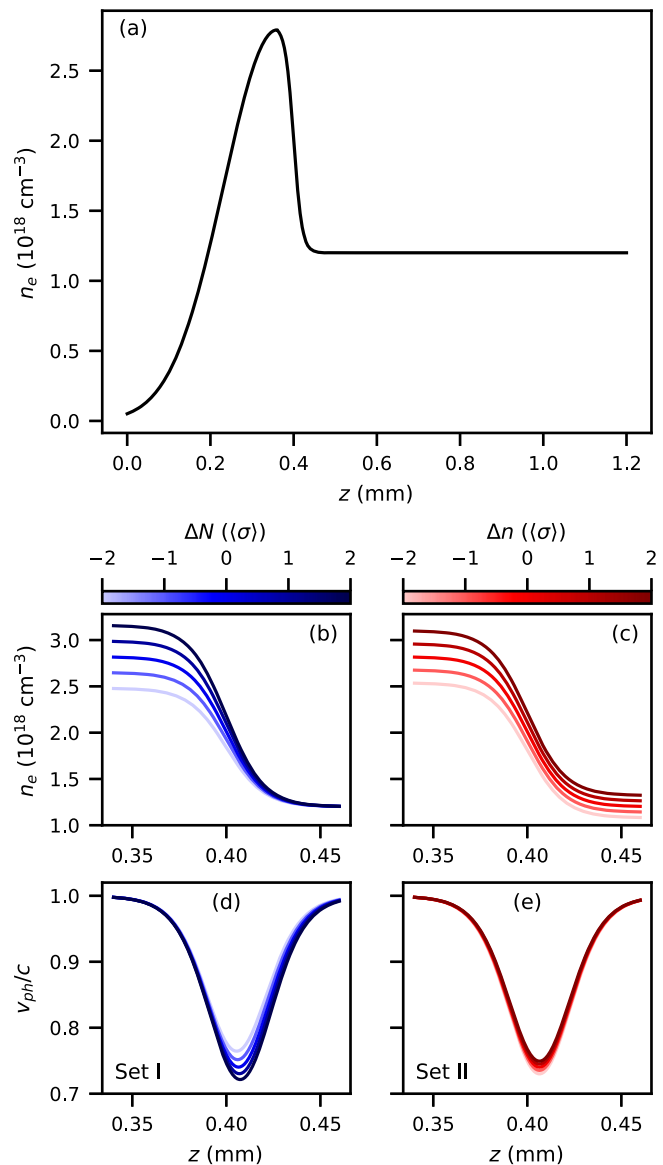 (a)
2.5
2.0
1.5
1.0
0.5
0.0
n_e (10^18 cm^−3)
0.0 0.2 0.4 0.6 0.8 1.0 1.2
z (mm)
ΔN (⟨σ⟩) Δn (⟨σ⟩)
−2 −1 0 1 2 −2 −1 0 1 2
(b) (c)
3.0
2.5
2.0
1.5
1.0
n_e (10^18 cm^−3)
0.35 0.40 0.45 0.35 0.40 0.45
(d) (e)
1.0
0.9
0.8
0.7
v_ph/c
Set I Set II
0.35 0.40 0.45 0.35 0.40 0.45
z (mm) z (mm)